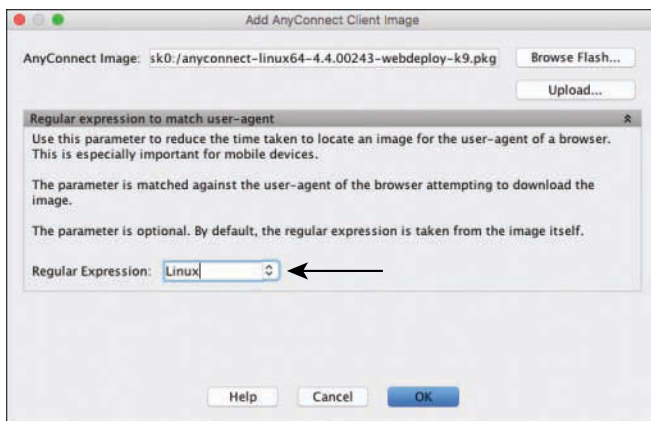 Add AnyConnect Client Image
AnyConnect Image: sk0:/anyconnect-linux64-4.4.00243-webdeploy-k9.pkg Browse Flash...
Upload...
Regular expression to match user-agent
Use this parameter to reduce the time taken to locate an image for the user-agent of a browser.
This is especially important for mobile devices.
The parameter is matched against the user-agent of the browser attempting to download the
image.
The parameter is optional. By default, the regular expression is taken from the image itself.
Regular Expression: Linux
Help Cancel OK